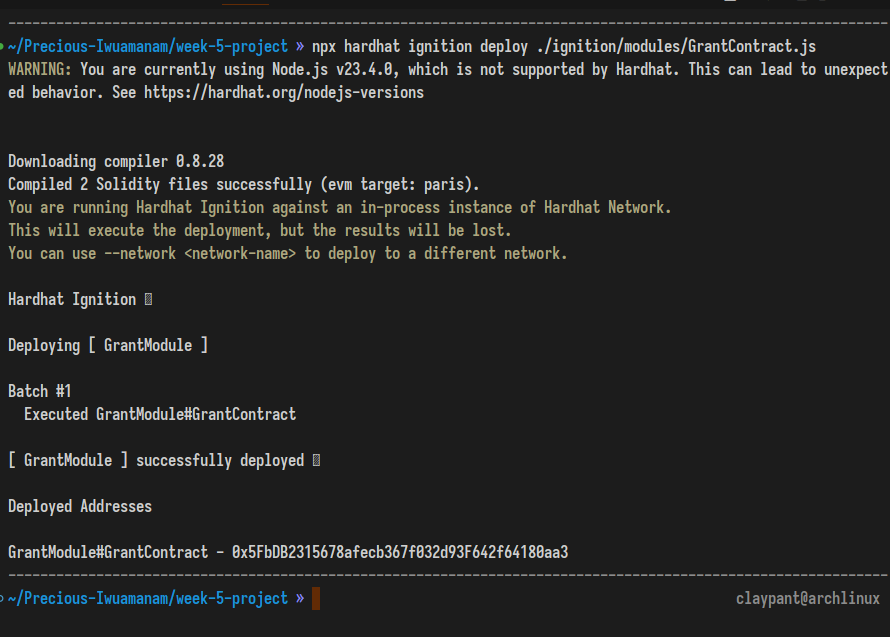 ~/Precious-Iwuamanam/week-5-project » npx hardhat ignition deploy ./ignition/modules/GrantContract.js
WARNING: You are currently using Node.js v23.4.0, which is not supported by Hardhat. This can lead to unexpect
ed behavior. See https://hardhat.org/nodejs-versions
Downloading compiler 0.8.28
Compiled 2 Solidity files successfully (evm target: paris).
You are running Hardhat Ignition against an in-process instance of Hardhat Network.
This will execute the deployment, but the results will be lost.
You can use --network <network-name> to deploy to a different network.
Hardhat Ignition
Deploying [ GrantModule ]
Batch #1
Executed GrantModule#GrantContract
[ GrantModule ] successfully deployed
Deployed Addresses
GrantModule#GrantContract - 0x5FbDB2315678afecb367f032d93F642f64180aa3
~/Precious-Iwuamanam/week-5-project » claypant@archlinux